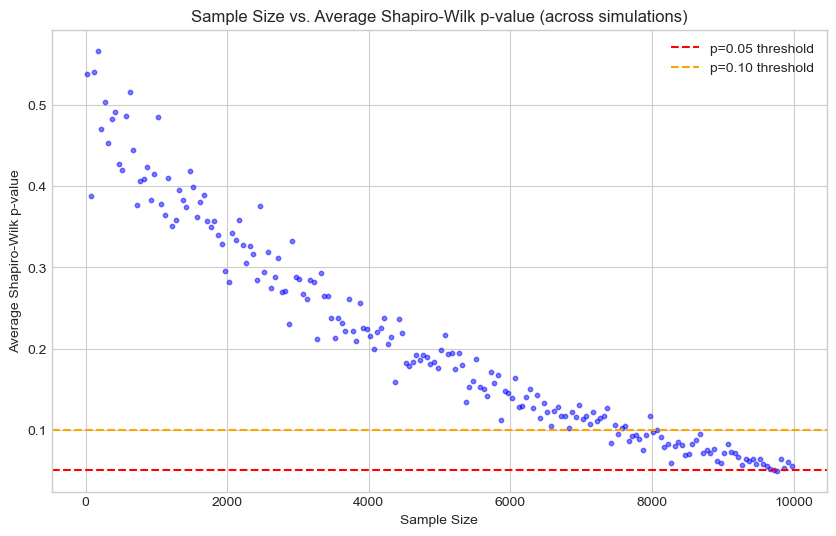 Sample Size vs. Average Shapiro-Wilk p-value (across simulations)
p=0.05 threshold
p=0.10 threshold
Average Shapiro-Wilk p-value
0.5
0.4
0.3
0.2
0.1
0
2000
4000
6000
8000
10000
Sample Size